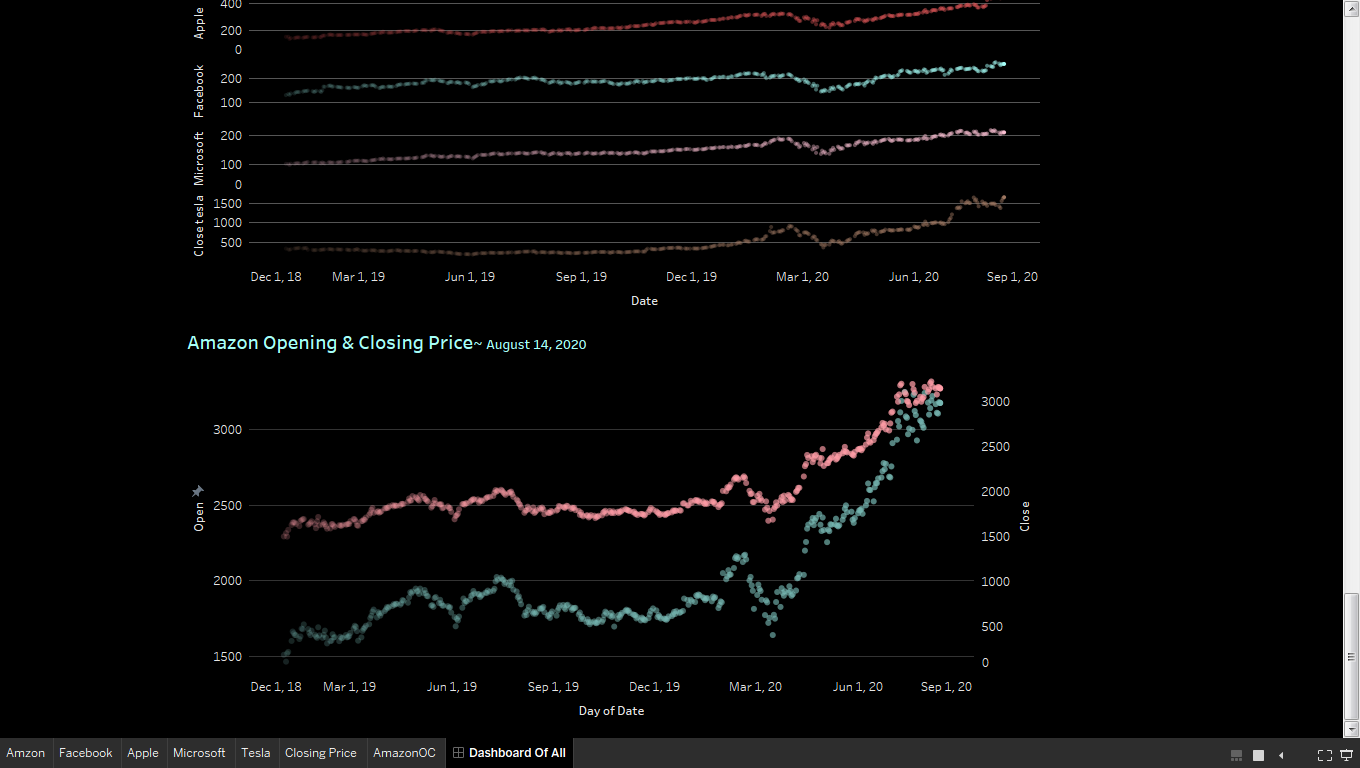 Apple
400
200
0
Facebook
200
100
Microsoft
200
100
0
Close tesla
1500
1000
500
Dec 1, 18 Mar 1, 19 Jun 1, 19 Sep 1, 19 Dec 1, 19 Mar 1, 20 Jun 1, 20 Sep 1, 20
Date
Amazon Opening & Closing Price~ August 14, 2020
Open
3000
2500
2000
1500
3000
2500
2000
1500
1000
500
0
Close
Dec 1, 18 Mar 1, 19 Jun 1, 19 Sep 1, 19 Dec 1, 19 Mar 1, 20 Jun 1, 20 Sep 1, 20
Day of Date
Amzon Facebook Apple Microsoft Tesla Closing Price AmazonOC Dashboard Of All